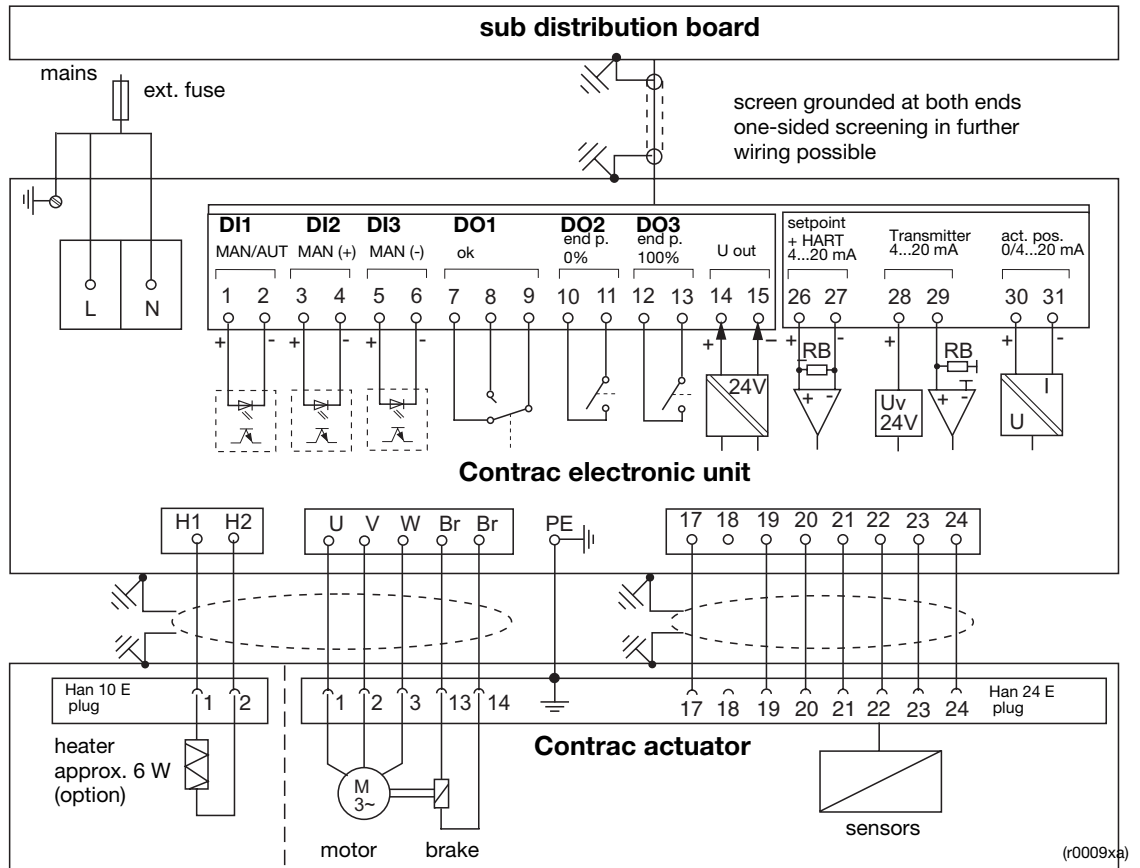 sub distribution board
mains
ext. fuse
screen grounded at both ends
one-sided screening in further
wiring possible
L N
DI1 DI2 DI3 DO1 DO2 DO3
MAN/AUT MAN (+) MAN (-) ok
end p.
0%
end p.
100%
U out
setpoint
+ HART
4...20 mA
Transmitter
4...20 mA
act. pos.
0/4...20 mA
1 2 3 4 5 6 7 8 9 10 11 12 13 14 15 26 27 28 29 30 31
+ - + - + - + - + - + - + -
RB RB
24V
+ -
Uv
24V
+ -
I
U
Contrac electronic unit
H1 H2
U V W Br Br
PE
17 18 19 20 21 22 23 24
Han 10 E
plug
1 2
1 2 3 13 14
17 18 19 20 21 22 23 24
Han 24 E
plug
Contrac actuator
heater
approx. 6 W
(option)
M
3~
motor brake
sensors
(r0009xa)